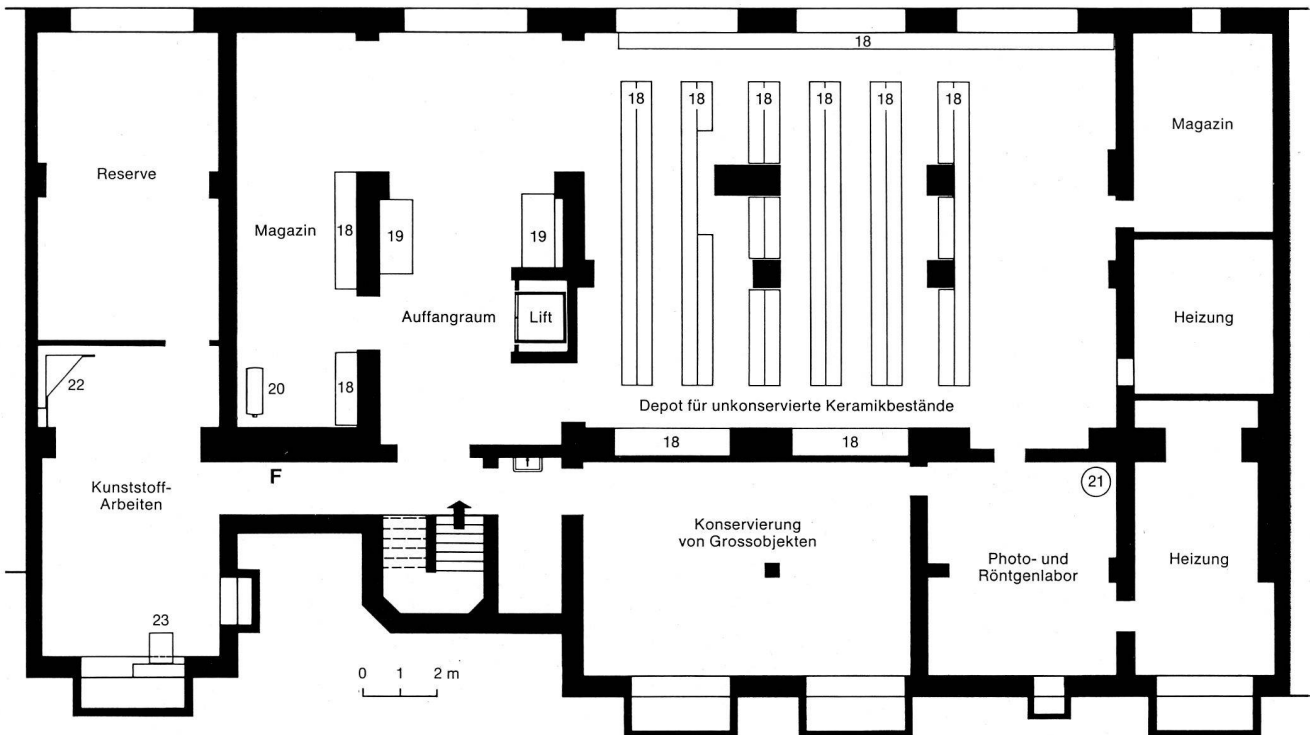 18
18
18
18
18
18
18
Magazin
Reserve
Magazin
18
19
19
Auffangraum
Lift
Heizung
22
20
18
Depot für unkonservierte Keramikbestände
18
18
F
21
Kunststoff-
Arbeiten
Konservierung
von Grossobjekten
Photo- und
Röntgenlabor
Heizung
23
0 1 2 m